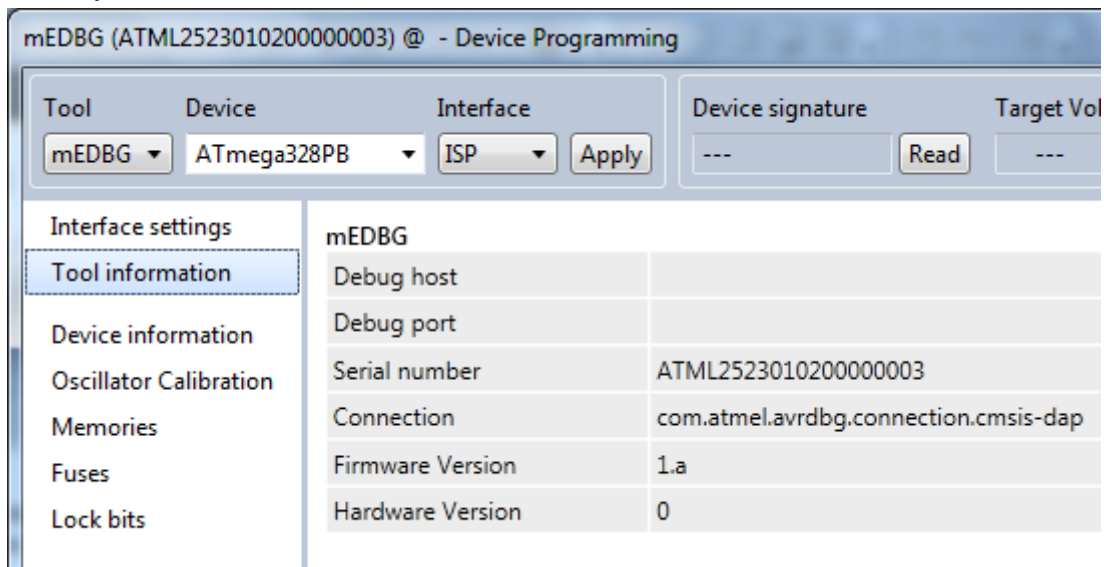 mEDBG (ATML2523010200000003) @ - Device Programming
Tool Device Interface Device signature Target Vol
mEDBG ATmega328PB ISP Apply --- Read ---
Interface settings
Tool information
Device information
Oscillator Calibration
Memories
Fuses
Lock bits
mEDBG
Debug host
Debug port
Serial number ATML2523010200000003
Connection com.atmel.avrdbg.connection.cmsis-dap
Firmware Version 1.a
Hardware Version 0